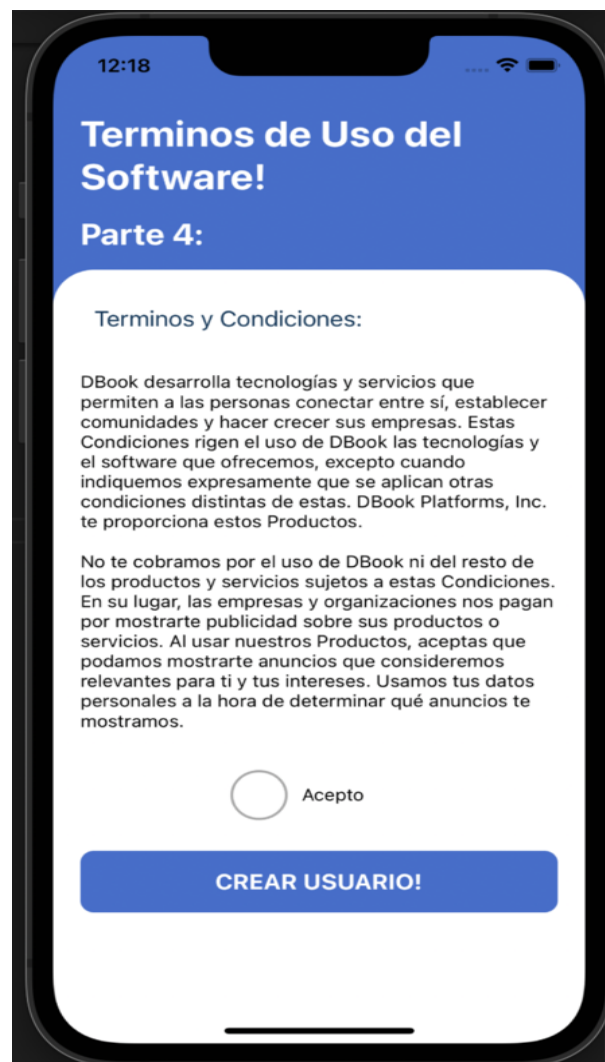 12:18
Terminos de Uso del
Software!
Parte 4:
Terminos y Condiciones:
DBook desarrolla tecnologías y servicios que
permiten a las personas conectar entre sí, establecer
comunidades y hacer crecer sus empresas. Estas
Condiciones rigen el uso de DBook las tecnologías y
el software que ofrecemos, excepto cuando
indiquemos expresamente que se aplican otras
condiciones distintas de estas. DBook Platforms, Inc.
te proporciona estos Productos.
No te cobramos por el uso de DBook ni del resto de
los productos y servicios sujetos a estas Condiciones.
En su lugar, las empresas y organizaciones nos pagan
por mostrarte publicidad sobre sus productos o
servicios. Al usar nuestros Productos, aceptas que
podamos mostrarte anuncios que consideremos
relevantes para ti y tus intereses. Usamos tus datos
personales a la hora de determinar qué anuncios te
mostramos.
Acepto
CREAR USUARIO!